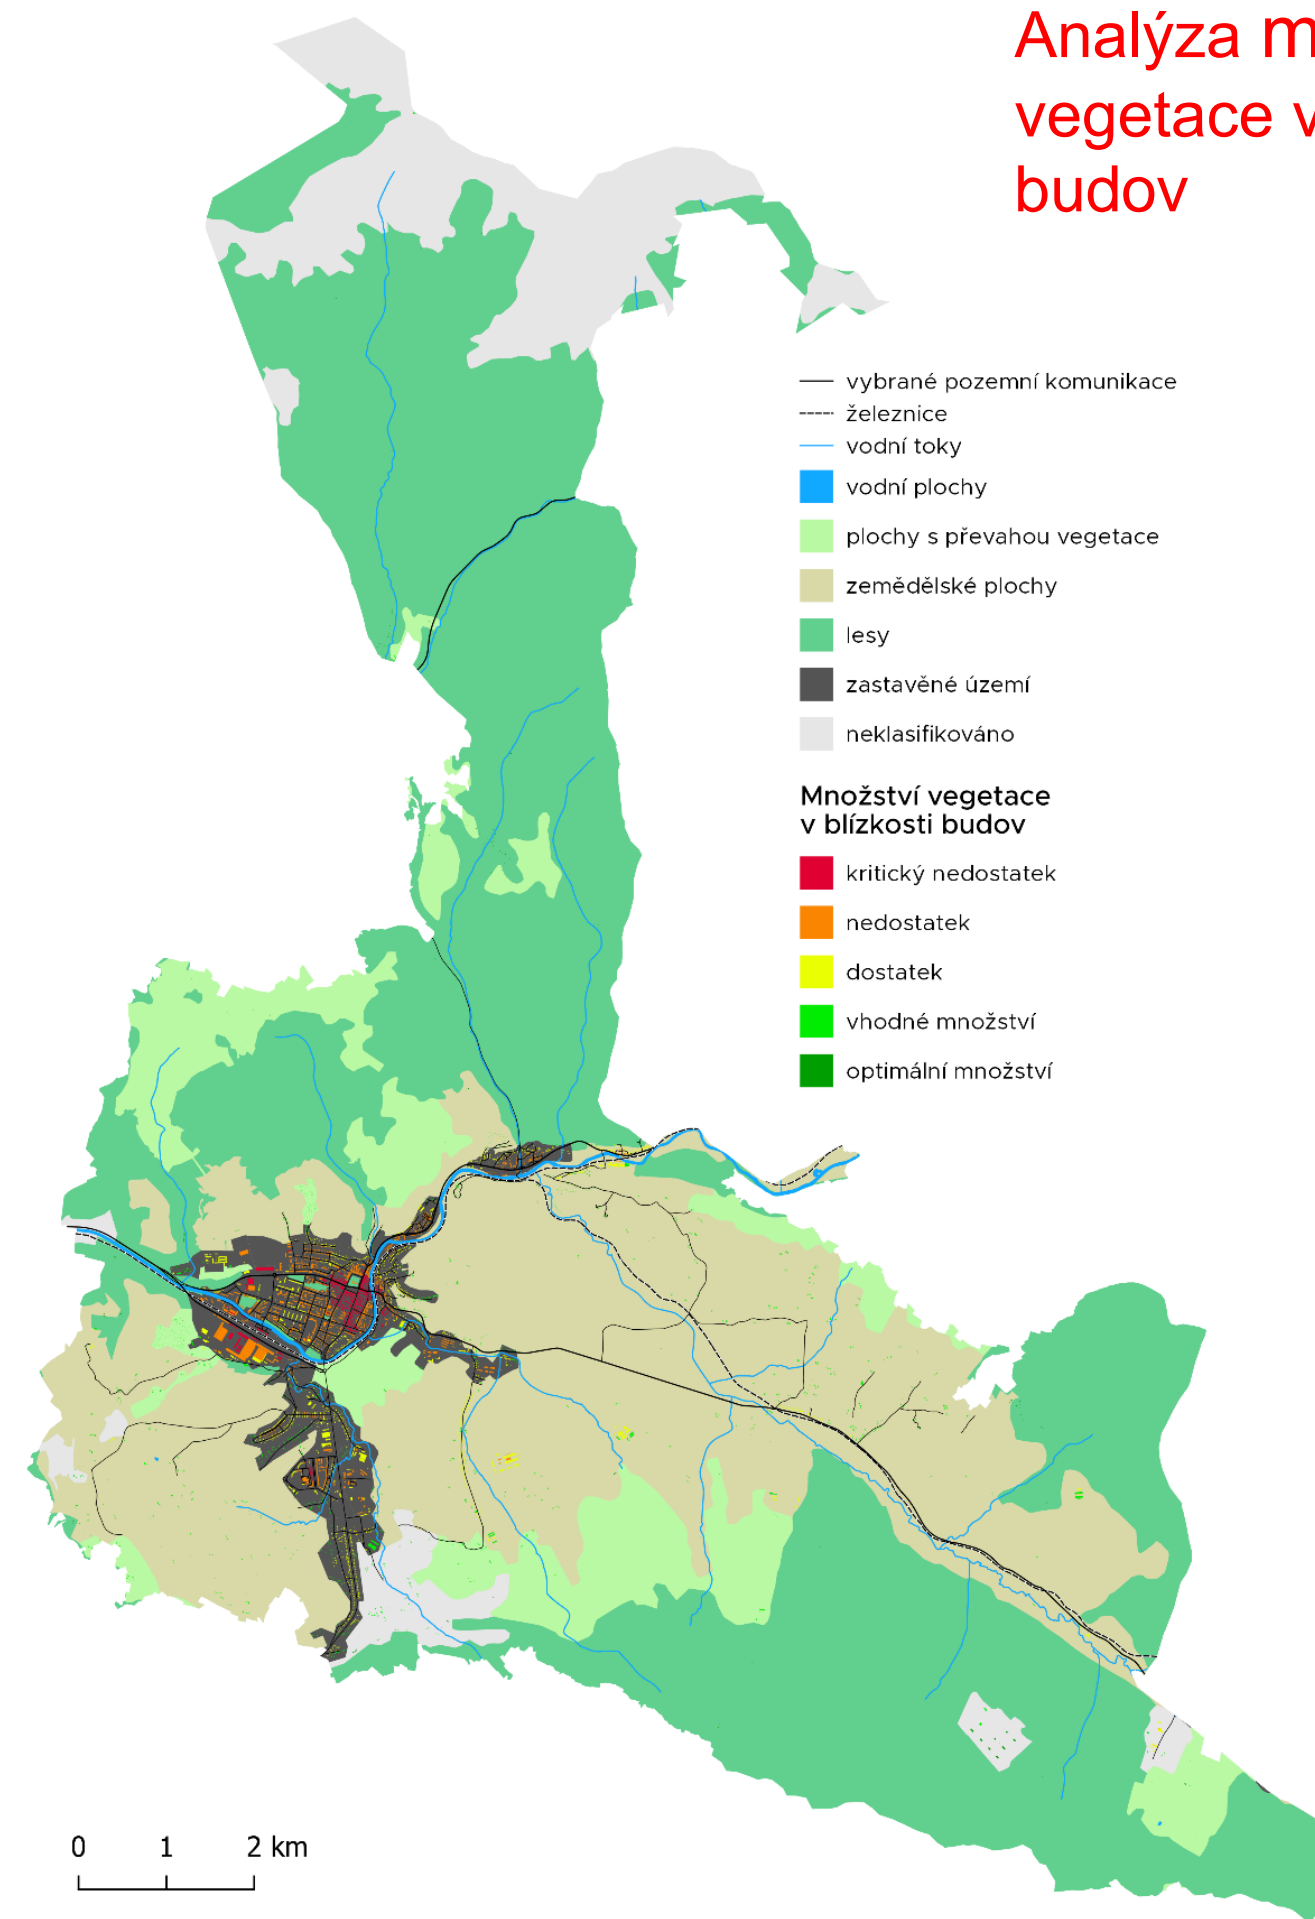 Analýza m
vegetace v
budov
vybrané pozemní komunikace
železnice
vodní toky
vodní plochy
plochy s převahou vegetace
zemědělské plochy
lesy
zastavěné území
neklasifikováno
Množství vegetace
v blízkosti budov
kritický nedostatek
nedostatek
dostatek
vhodné množství
optimální množství
0 1 2 km